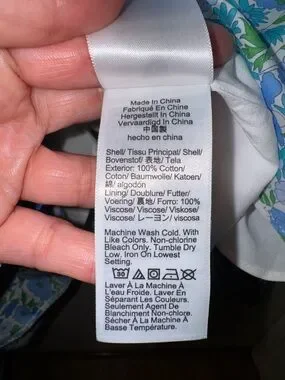 Made In China
Fabriqué En Chine
Hergestellt In China
Vervaardigd In China
中国製
hecho en china
Shell/ Tissu Principal/ Shell/
Bovenstof/ 表地/ Tela
Exterior: 100% Cotton/
Coton/ Baumwolle/ Katoen/
綿/ algodón
Lining/ Doublure/ Futter/
Voering/ 裏地/ Forro: 100%
Viscose/ Viscose/ Viskose/
Viscose/ レーヨン/ viscosa
Machine Wash Cold. With
Like Colors. Non-chlorine
Bleach Only. Tumble Dry
Low. Iron On Lowest
Setting.
Laver À La Machine À
L'eau Froide. Laver En
Séparant Les Couleurs.
Seulement Agent De
Blanchiment Non-chlore.
Sécher À La Machine À
Basse Température.